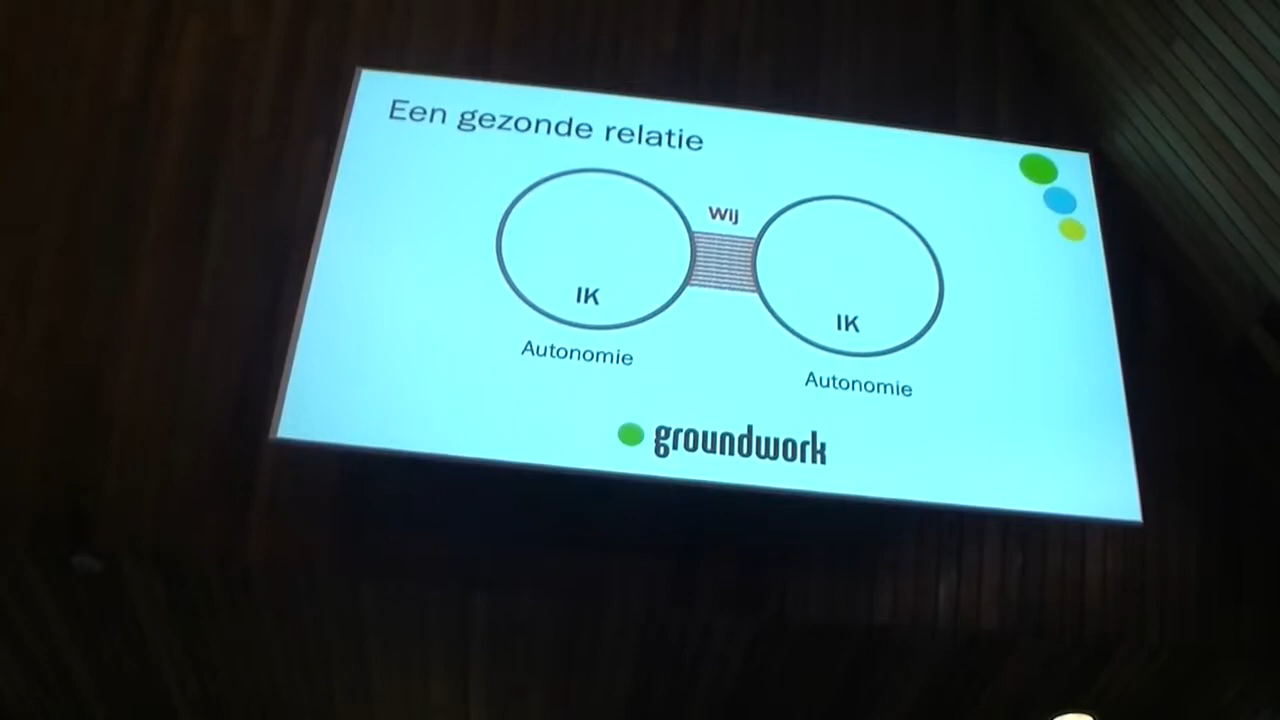 Een gezonde relatie
wij
IK
IK
Autonomie
Autonomie
groundwork